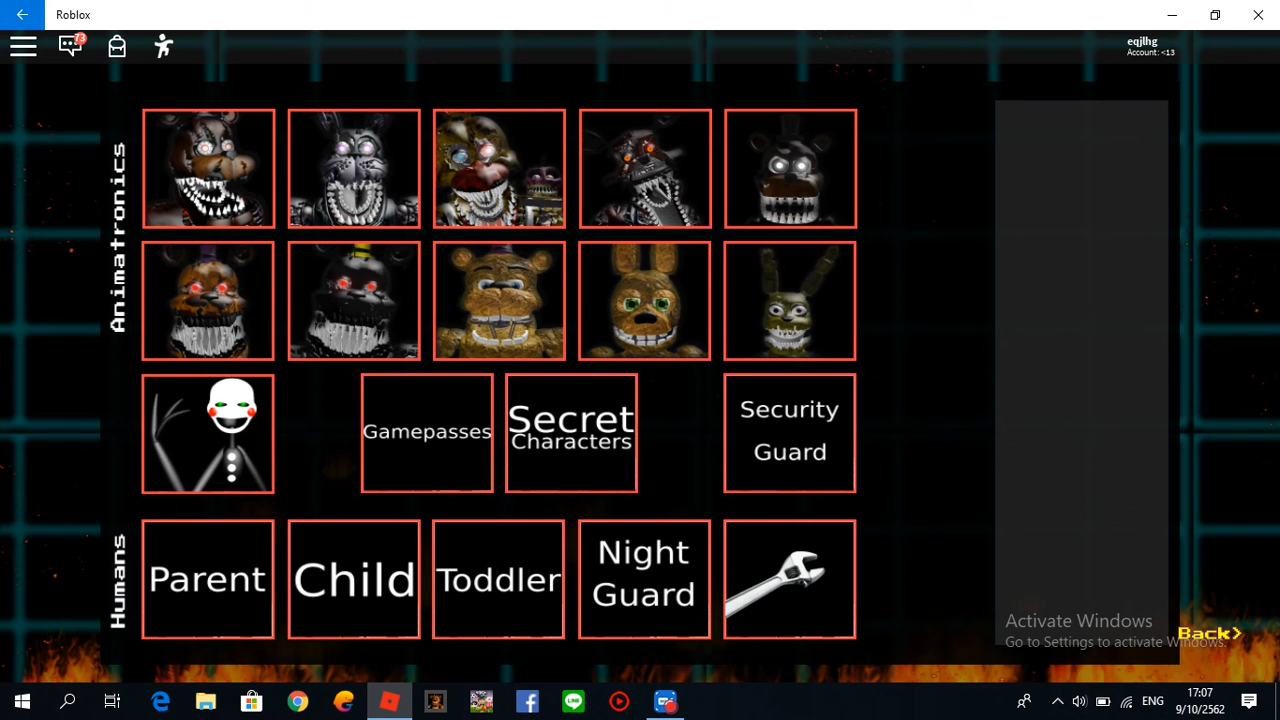 Roblox
73
eqjlhg
Account: <13
Animatronics
Gamepasses
Secret
Characters
Security
Guard
Humans
Parent
Child
Toddler
Night
Guard
Activate Windows
Go to Settings to activate Windows.
Back>
ENG
17:07
9/10/2562